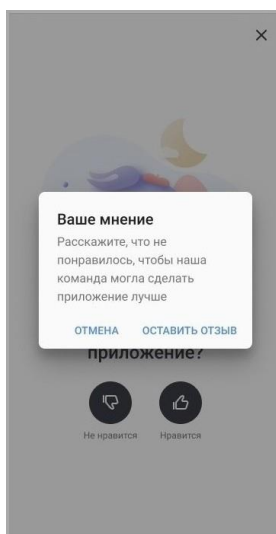 Ваше мнение
Расскажите, что не
понравилось, чтобы наша
команда могла сделать
приложение лучше
ОТМЕНА ОСТАВИТЬ ОТЗЫВ
приложение?
Не нравится Нравится